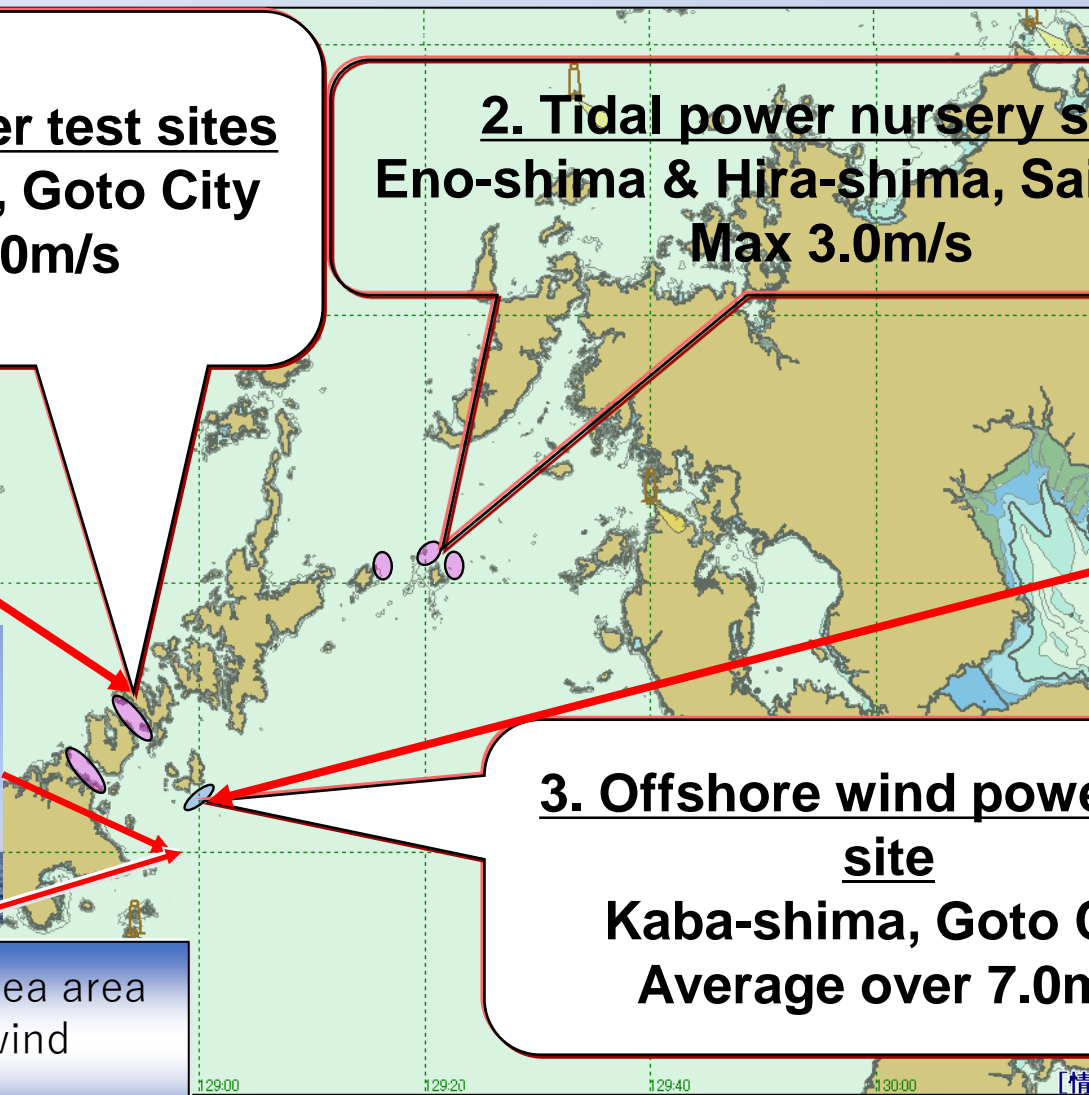 er test sites
, Goto City
0m/s
2. Tidal power nursery s
Eno-shima & Hira-shima, Sai
Max 3.0m/s
3. Offshore wind powe
site
Kaba-shima, Goto
Average over 7.0m
ea area
wind
129:00
129:20
129:40
130:00
[情